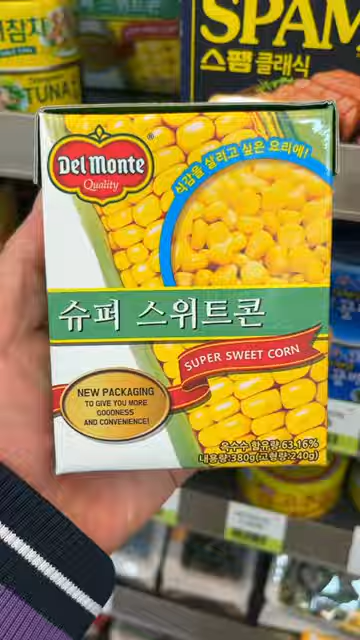 참치
TUNA
SPAM
스팸 클래식
Del Monte
®
Quality
식감을 살리고 싶은 요리에!
슈퍼 스위트콘
SUPER SWEET CORN
NEW PACKAGING
TO GIVE YOU MORE
GOODNESS
AND CONVENIENCE!
옥수수 함유량 63.16%
내용량:380g(고형량:240g)